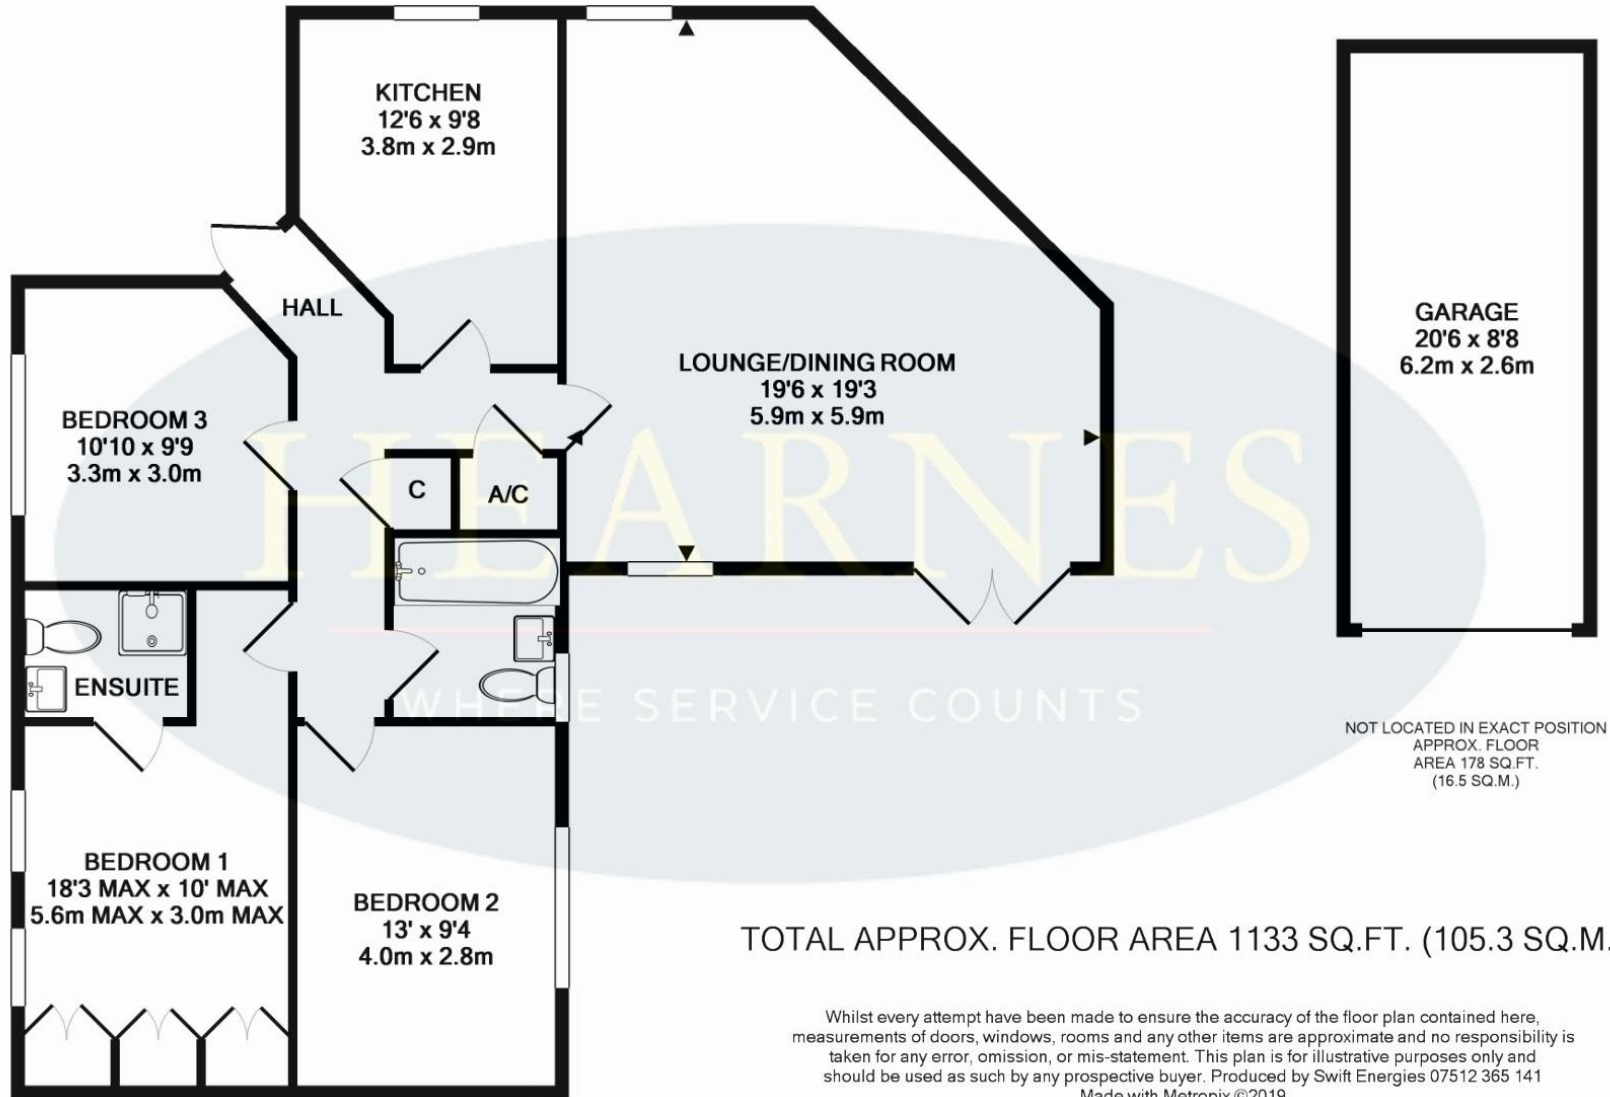 KITCHEN
12'6 x 9'8
3.8m x 2.9m
HALL
LOUNGE/DINING ROOM
19'6 x 19'3
5.9m x 5.9m
GARAGE
20'6 x 8'8
6.2m x 2.6m
BEDROOM 3
10'10 x 9'9
3.3m x 3.0m
C
A/C
HEARNES
WHERE SERVICE COUNTS
ENSUITE
NOT LOCATED IN EXACT POSITION
APPROX. FLOOR
AREA 178 SQ.FT.
(16.5 SQ.M.)
BEDROOM 1
18'3 MAX x 10' MAX
5.6m MAX x 3.0m MAX
BEDROOM 2
13' x 9'4
4.0m x 2.8m
TOTAL APPROX. FLOOR AREA 1133 SQ.FT. (105.3 SQ.M.
Whilst every attempt have been made to ensure the accuracy of the floor plan contained here,
measurements of doors, windows, rooms and any other items are approximate and no responsibility is
taken for any error, omission, or mis-statement. This plan is for illustrative purposes only and
should be used as such by any prospective buyer. Produced by Swift Energies 07512 365 141
Made with Metropix ©2019